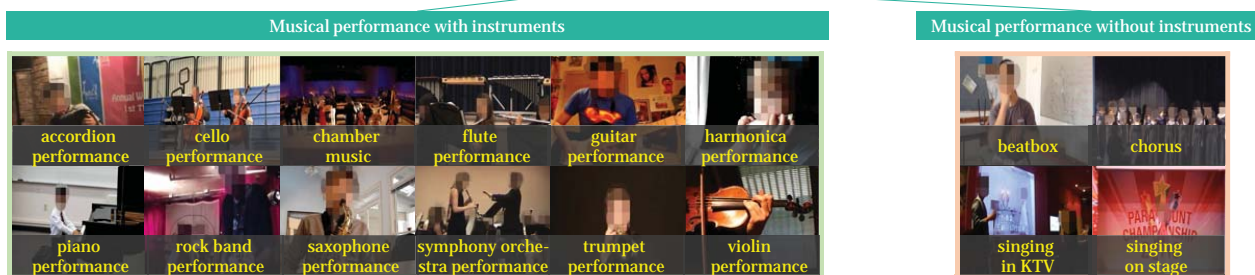 Musical performance with instruments
Musical performance without instruments
accordion
performance
cello
performance
chamber
music
flute
performance
guitar
performance
harmonica
performance
piano
performance
rock band
performance
saxophone
performance
symphony orche-
stra performance
trumpet
performance
violin
performance
beatbox
chorus
singing
in KTV
PARAMOUNT
CHAMPIONSHIP
singing
on stage